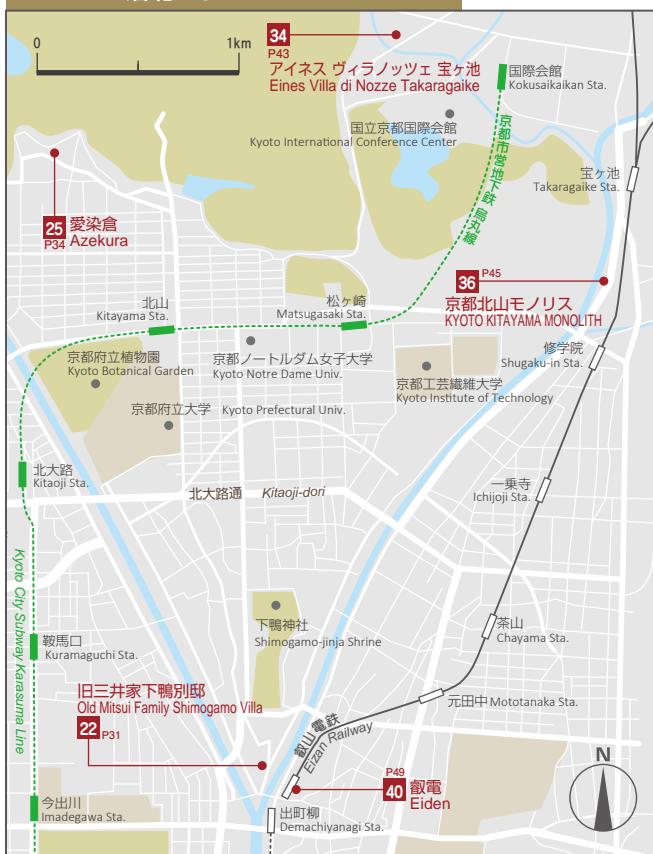 0
1km
34
P43
アイネス ヴィラノッツェ 宝ヶ池
Eines Villa di Nozze Takaragaike
国際会館
Kokusaikaikan Sta.
国立京都国際会館
Kyoto International Conference Center
京都市営地下鉄 烏丸線
宝ヶ池
Takaragaike Sta.
25
P34
愛染倉
Azekura
36
P45
京都北山モノリス
KYOTO KITAYAMA MONOLITH
北山
Kitayama Sta.
松ヶ崎
Matsugasaki Sta.
修学院
Shugaku-in Sta.
京都府立植物園
Kyoto Botanical Garden
京都ノートルダム女子大学
Kyoto Notre Dame Univ.
京都工芸繊維大学
Kyoto Institute of Technology
京都府立大学 Kyoto Prefectural Univ.
北大路
Kitaoji Sta.
北大路通 Kitaoji-dori
一乗寺
Ichijoji Sta.
Kyoto City Subway Karasuma Line
下鴨神社
Shimogamo-jinja Shrine
茶山
Chayama Sta.
鞍馬口
Kuramaguchi Sta.
旧三井家下鴨別邸
Old Mitsui Family Shimogamo Villa
22
P31
元田中 Mototanaka Sta.
叡山電鉄
Eizan Railway
P49
40
叡電
Eiden
N
今出川
Imadegawa Sta.
出町柳
Demachiyanagi Sta.